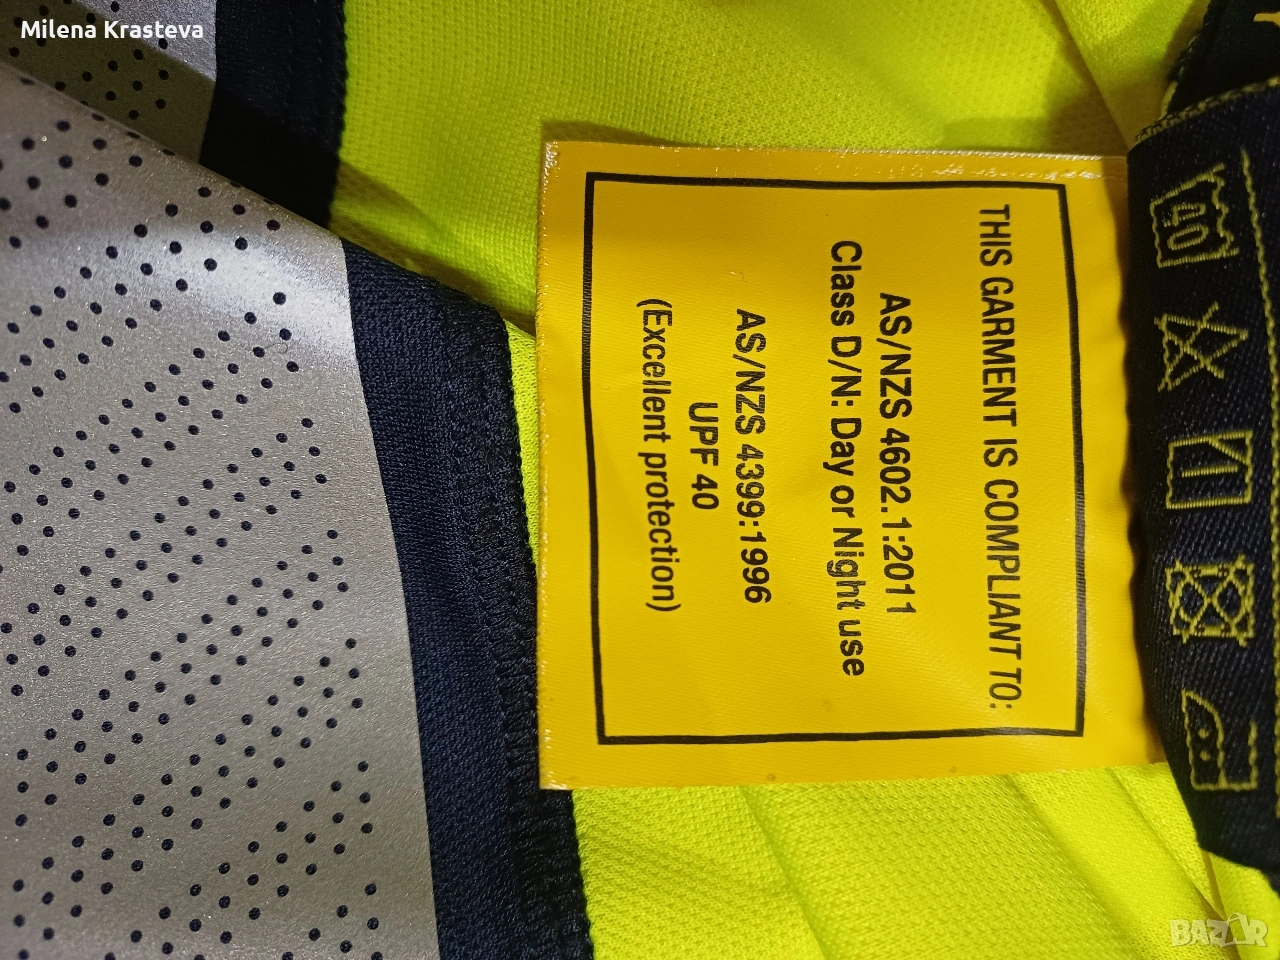 Milena Krasteva
THIS GARMENT IS COMPLIANT TO:
AS/NZS 4602.1:2011
Class D/N: Day or Night use
AS/NZS 4399:1996
UPF 40
(Excellent protection)
40
BAZAR